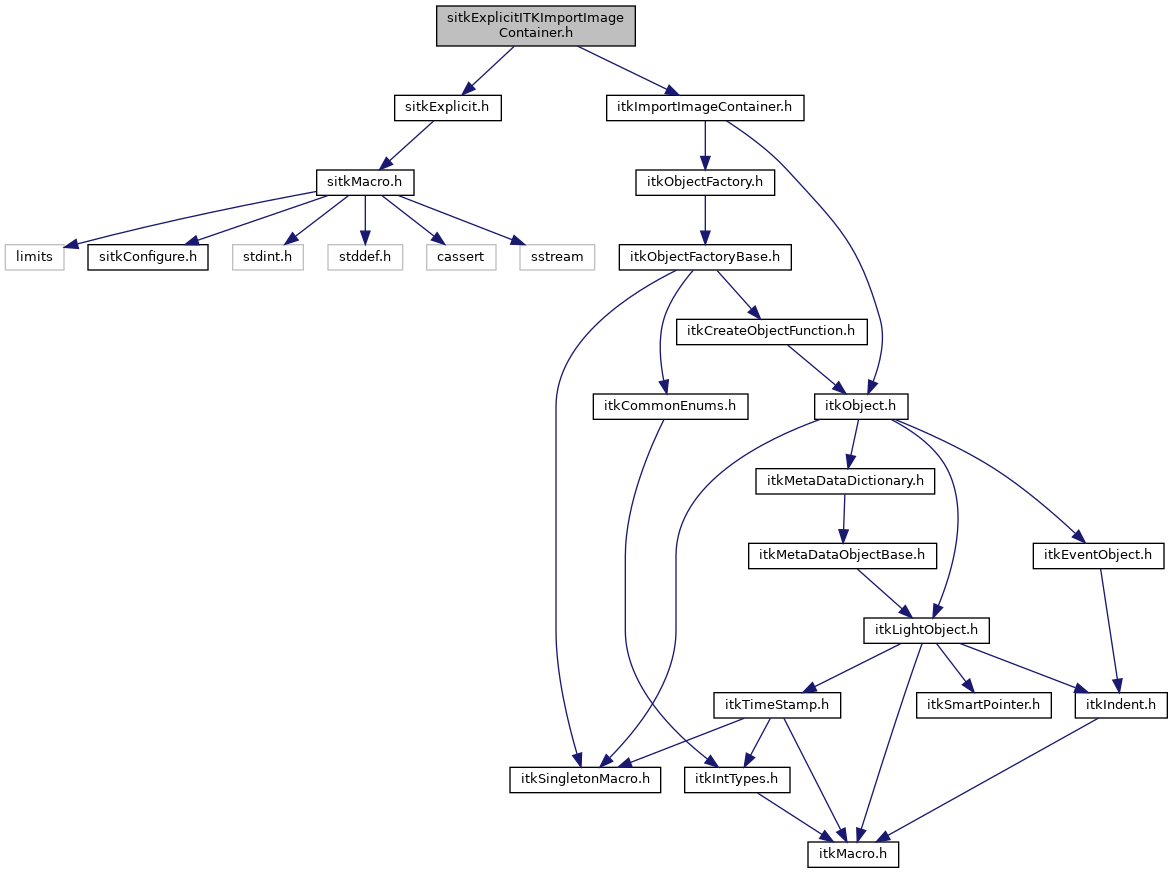 sitkExplicitITKImportImage
Container.h
sitkExplicit.h
itkImportImageContainer.h
sitkMacro.h
itkObjectFactory.h
limits
sitkConfigure.h
stdint.h
stddef.h
cassert
sstream
itkObjectFactoryBase.h
itkCreateObjectFunction.h
itkCommonEnums.h
itkObject.h
itkMetaDataDictionary.h
itkMetaDataObjectBase.h
itkEventObject.h
itkLightObject.h
itkTimeStamp.h
itkSmartPointer.h
itkIndent.h
itkSingletonMacro.h
itkIntTypes.h
itkMacro.h